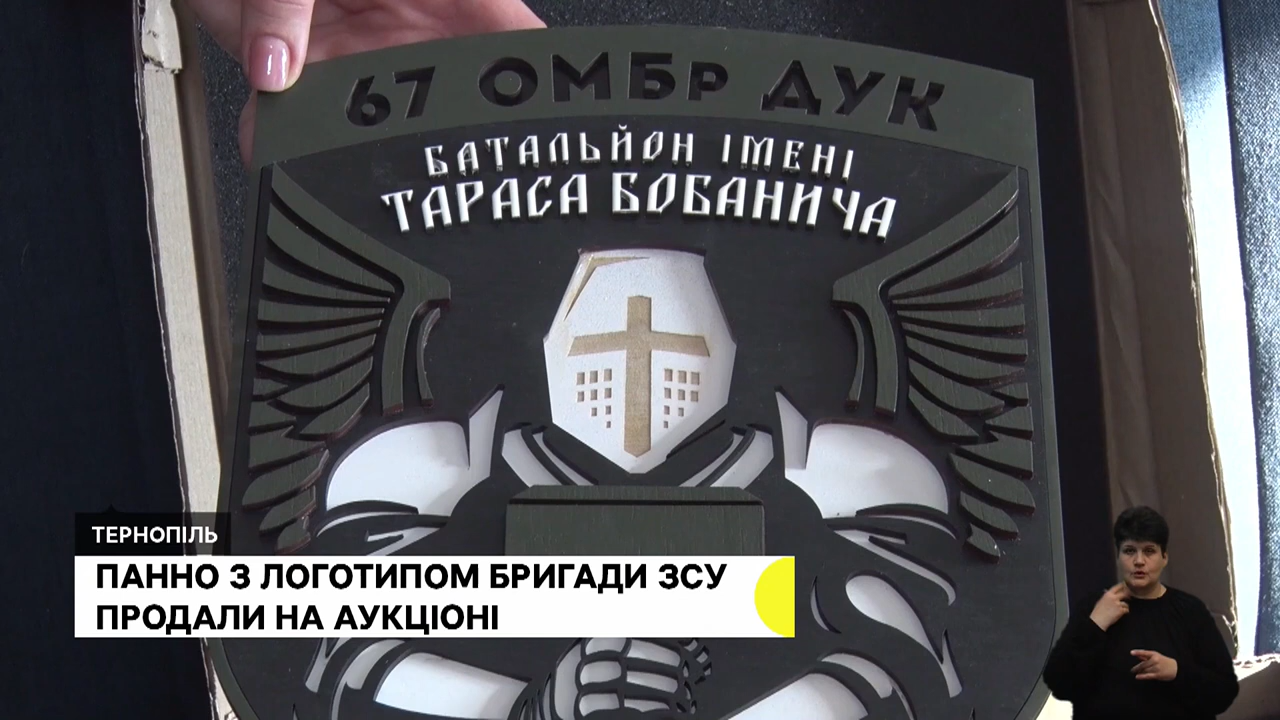 67 ОМБр ДУК
БАТАЛЬЙОН ІМЕНІ
ТАРАСА БОБАНИЧА
ТЕРНОПІЛЬ
ПАННО З ЛОГОТИПОМ БРИГАДИ ЗСУ
ПРОДАЛИ НА АУКЦІОНІ